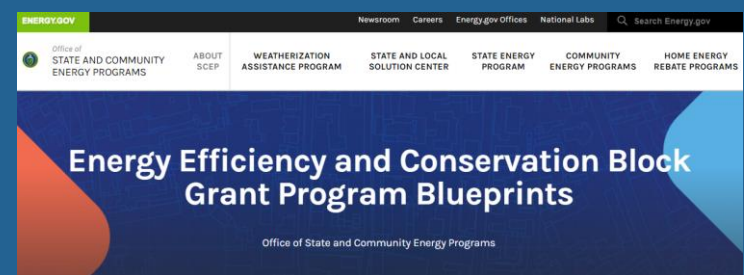 ENERGY.GOV
Newsroom Careers Energy.gov Offices National Labs Search Energy.gov
Office of
STATE AND COMMUNITY
ENERGY PROGRAMS
ABOUT
SCEP
WEATHERIZATION
ASSISTANCE PROGRAM
STATE AND LOCAL
SOLUTION CENTER
STATE ENERGY
PROGRAM
COMMUNITY
ENERGY PROGRAMS
HOME ENERGY
REBATE PROGRAMS
Energy Efficiency and Conservation Block
Grant Program Blueprints
Office of State and Community Energy Programs